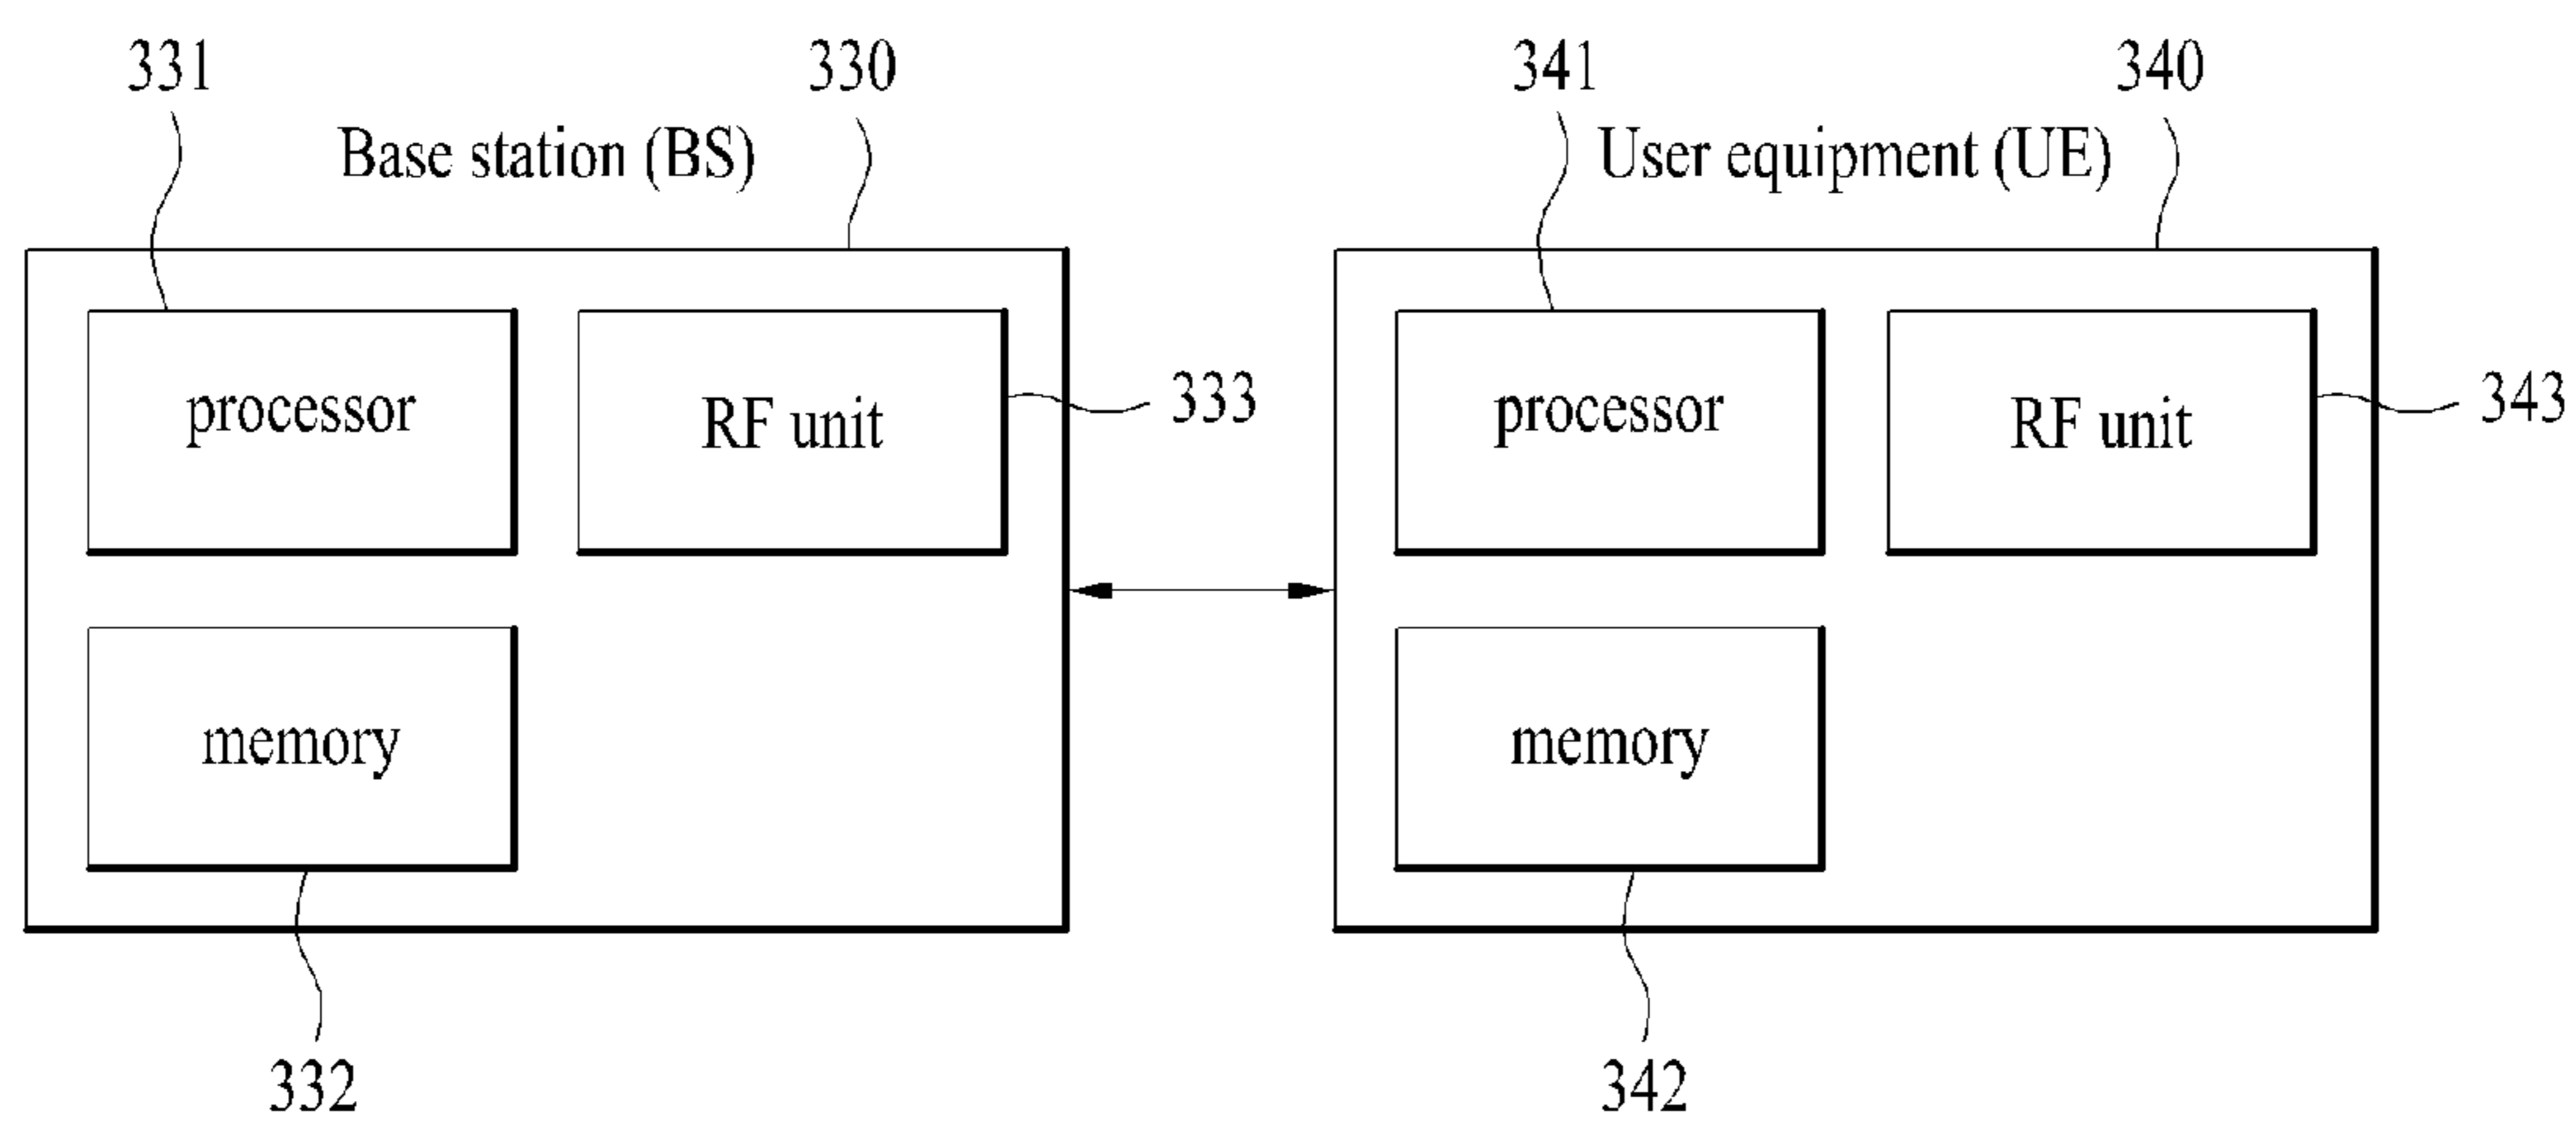 331
330
341
340
Base station (BS)
User equipment (UE)
processor
RF unit
333
processor
RF unit
343
memory
memory
332
342